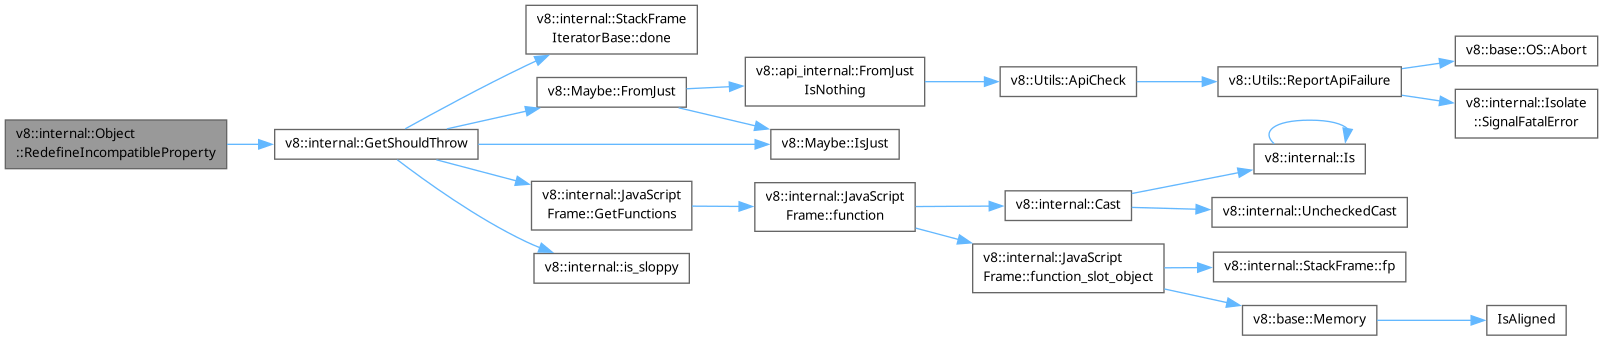 v8::internal::Object
::RedefineIncompatibleProperty
v8::internal::GetShouldThrow
v8::internal::StackFrame
IteratorBase::done
v8::Maybe::FromJust
v8::internal::JavaScript
Frame::GetFunctions
v8::internal::is_sloppy
v8::api_internal::FromJust
IsNothing
v8::Maybe::IsJust
v8::internal::JavaScript
Frame::function
v8::Utils::ApiCheck
v8::internal::Cast
v8::internal::JavaScript
Frame::function_slot_object
v8::Utils::ReportApiFailure
v8::internal::Is
v8::internal::UncheckedCast
v8::internal::StackFrame::fp
v8::base::Memory
v8::base::OS::Abort
v8::internal::Isolate
::SignalFatalError
IsAligned